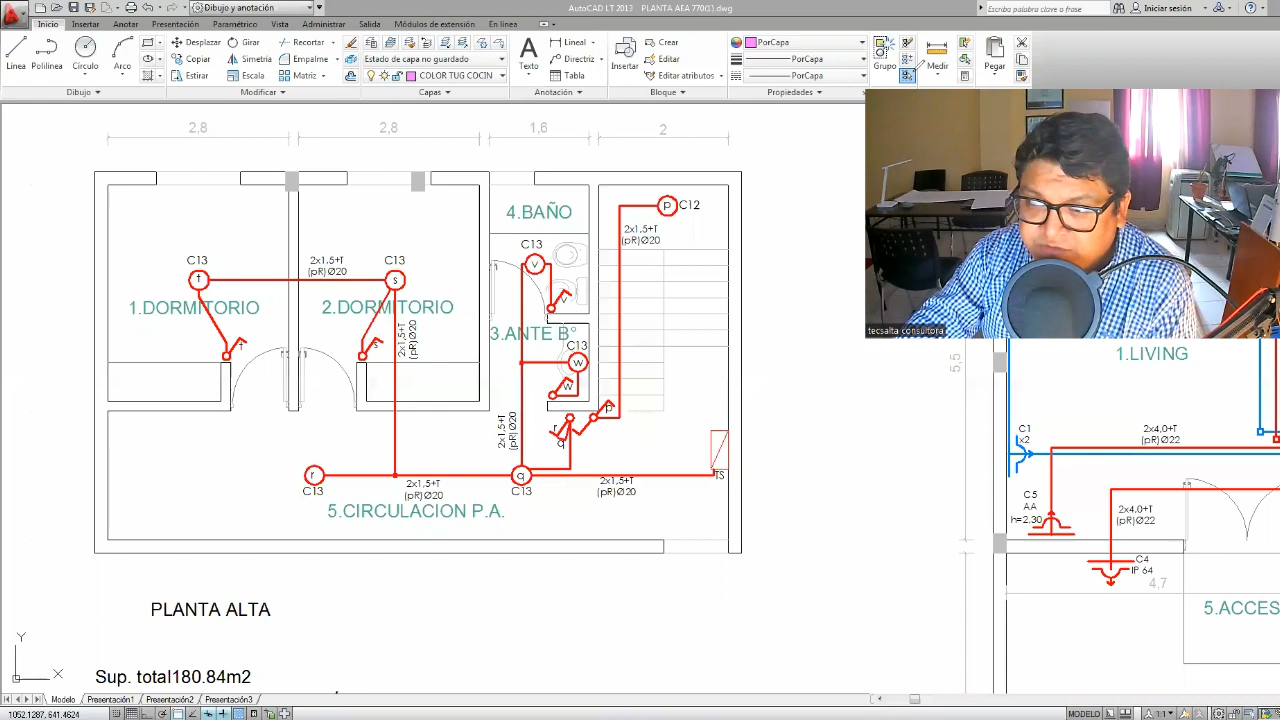 Dibujo y anotación
AutoCAD LT 2013 PLANTA AEA 770(1).dwg
Escriba palabra clave o frase
Iniciar sesión
Inicio Insertar Anotar Presentación Paramétrico Vista Administrar Salida Módulos de extensión En línea
Línea Polilínea Círculo Arco
Desplazar Girar Recortar
Copiar Simetría Empalme
Estirar Escala Matriz
Estado de capa no guardado
COLOR TUG COCIN
Texto
Lineal
Directriz
Tabla
Insertar
Crear
Editar
Editar atributos
PorCapa
PorCapa
PorCapa
Grupo Medir Pegar
Dibujo Modificar Capas Anotación Bloque Propiedades
2,8 2,8 1,6 2
4.BAÑO
p C12
2x1,5+T
(pR)Ø20
C13 C13 C13
2x1,5+T
(pR)Ø20
t s v
v
1.DORMITORIO 2.DORMITORIO
3.ANTE Bº
2x1,5+T
(pR)Ø20
C13
t s w
w
p
r
q
2x1,5+T
(pR)Ø20
r q
TS
C13 C13
2x1,5+T
(pR)Ø20
2x1,5+T
(pR)Ø20
5.CIRCULACION P.A.
PLANTA ALTA
Sup. total180.84m2
tecsalta consultora
5,5
1.LIVING
C1
x2
2x4,0+T
(pR)Ø22
C5
AA
h=2,30
2x4,0+T
(pR)Ø22
C4
IP 64
4,7
5.ACCES
Y
X
Modelo Presentación1 Presentación2 Presentación3
1052.1287, 641.4624
MODELO
1:1